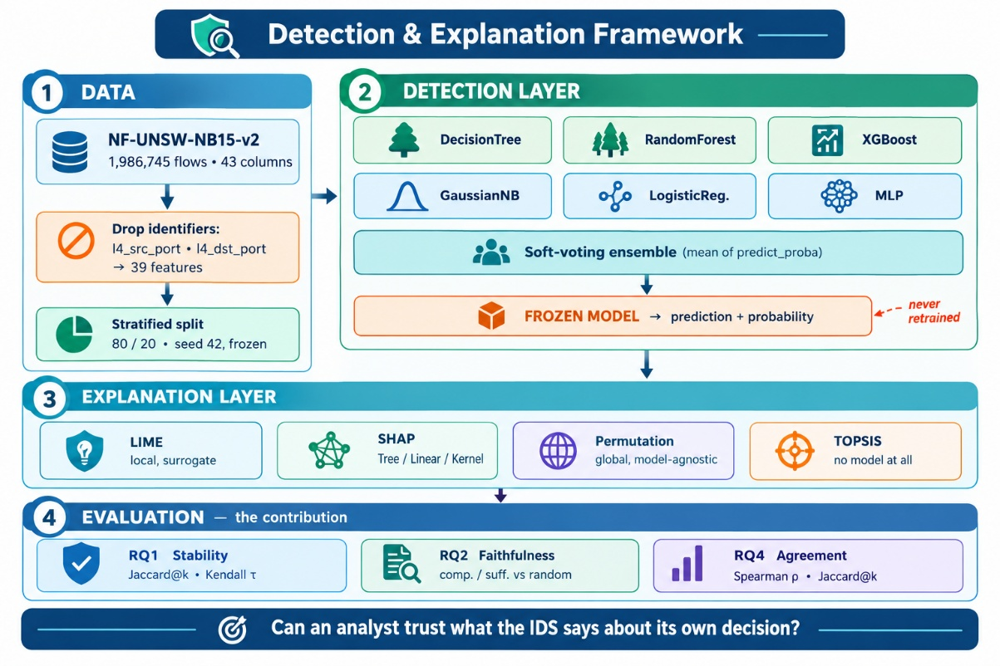 Detection & Explanation Framework
1 DATA
NF-UNSW-NB15-v2
1,986,745 flows • 43 columns
Drop identifiers:
l4_src_port • l4_dst_port
→ 39 features
Stratified split
80 / 20 • seed 42, frozen
2 DETECTION LAYER
DecisionTree
RandomForest
XGBoost
GaussianNB
LogisticReg.
MLP
Soft-voting ensemble (mean of predict_proba)
FROZEN MODEL → prediction + probability
never
retrained
3 EXPLANATION LAYER
LIME
local, surrogate
SHAP
Tree / Linear / Kernel
Permutation
global, model-agnostic
TOPSIS
no model at all
4 EVALUATION — the contribution
RQ1 Stability
Jaccard@k • Kendall τ
RQ2 Faithfulness
comp. / suff. vs random
RQ4 Agreement
Spearman ρ • Jaccard@k
Can an analyst trust what the IDS says about its own decision?